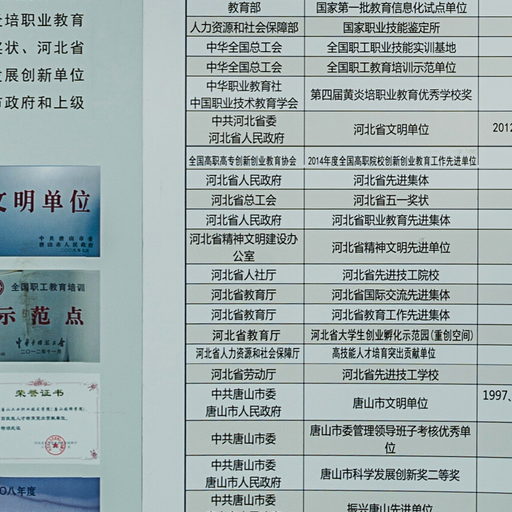 培职业教育
奖状、河北省
发展创新单位
市政府和上级
文明单位
中共唐山市委
唐山市人民政府
全国职工教育培训
示范点
中华全国总工会
二〇一二年十一月
荣誉证书
〇八年度
教育部 国家第一批教育信息化试点单位
人力资源和社会保障部 国家职业技能鉴定所
中华全国总工会 全国职工职业技能实训基地
中华全国总工会 全国职工教育培训示范单位
中华职业教育社
中国职业技术教育学会 第四届黄炎培职业教育优秀学校奖
中共河北省委
河北省人民政府 河北省文明单位 2012
全国高职高专创新创业教育协会 2014年度全国高职院校创新创业教育工作先进单位
河北省人民政府 河北省先进集体
河北省总工会 河北省五一奖状
河北省人民政府 河北省职业教育先进集体
河北省精神文明建设办
公室 河北省精神文明先进单位
河北省人社厅 河北省先进技工院校
河北省教育厅 河北省国际交流先进集体
河北省教育厅 河北省教育工作先进集体
河北省教育厅 河北省大学生创业孵化示范园(重创空间)
河北省人力资源和社会保障厅 高技能人才培育突出贡献单位
河北省劳动厅 河北省先进技工学校
中共唐山市委
唐山市人民政府 唐山市文明单位 1997、
中共唐山市委 唐山市委管理领导班子考核优秀单
位
中共唐山市委
唐山市人民政府 唐山市科学发展创新奖二等奖
中共唐山市委 振兴唐山先进单位